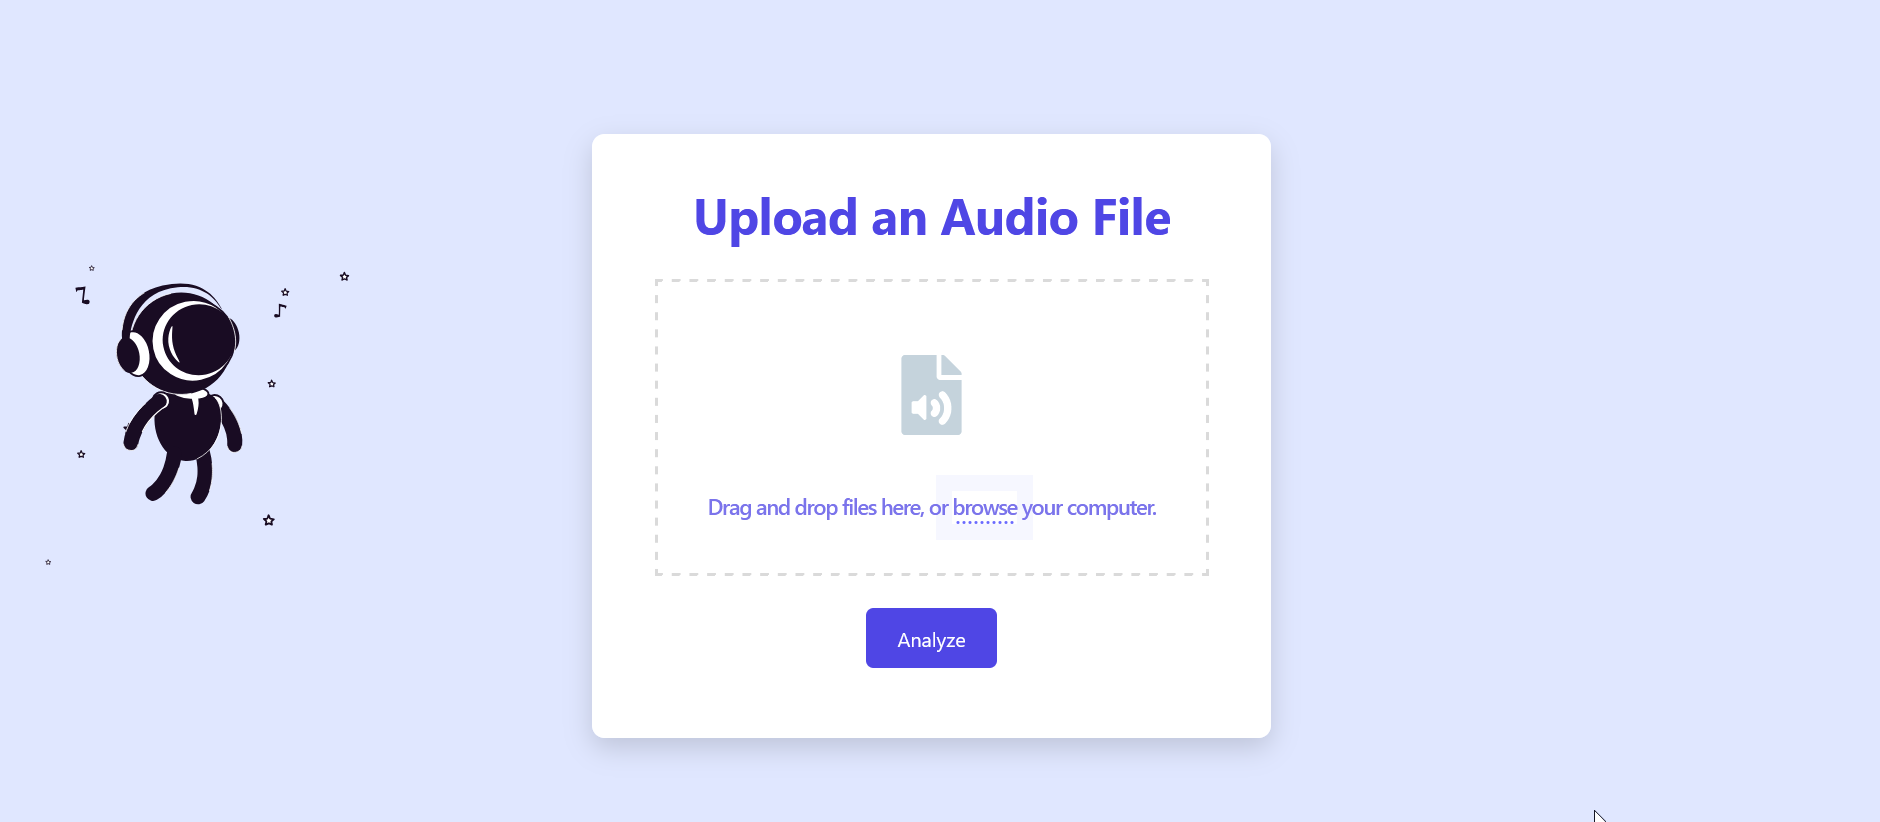 Upload an Audio File
Drag and drop files here, or browse your computer.
Analyze